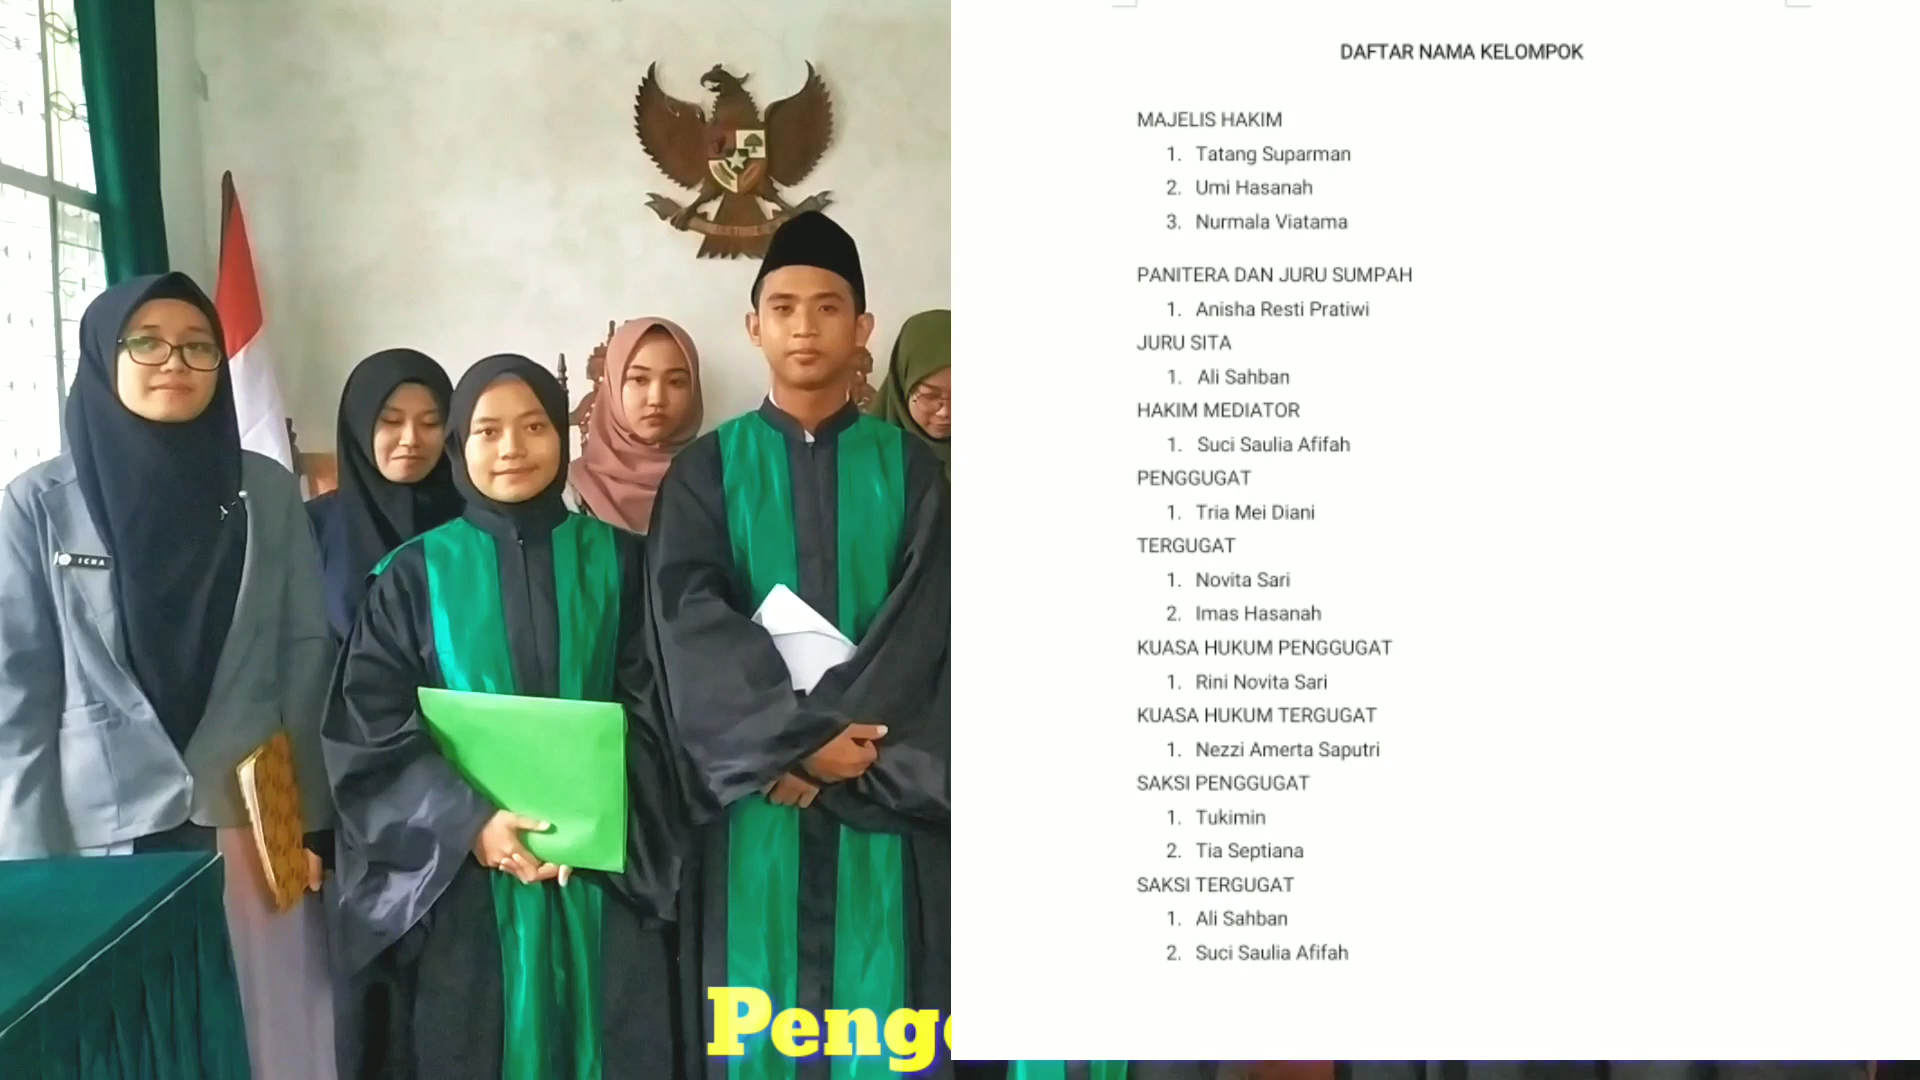 ICHA
Peng
DAFTAR NAMA KELOMPOK
MAJELIS HAKIM
1. Tatang Suparman
2. Umi Hasanah
3. Nurmala Viatama
PANITERA DAN JURU SUMPAH
1. Anisha Resti Pratiwi
JURU SITA
1. Ali Sahban
HAKIM MEDIATOR
1. Suci Saulia Afifah
PENGGUGAT
1. Tria Mei Diani
TERGUGAT
1. Novita Sari
2. Imas Hasanah
KUASA HUKUM PENGGUGAT
1. Rini Novita Sari
KUASA HUKUM TERGUGAT
1. Nezzi Amerta Saputri
SAKSI PENGGUGAT
1. Tukimin
2. Tia Septiana
SAKSI TERGUGAT
1. Ali Sahban
2. Suci Saulia Afifah